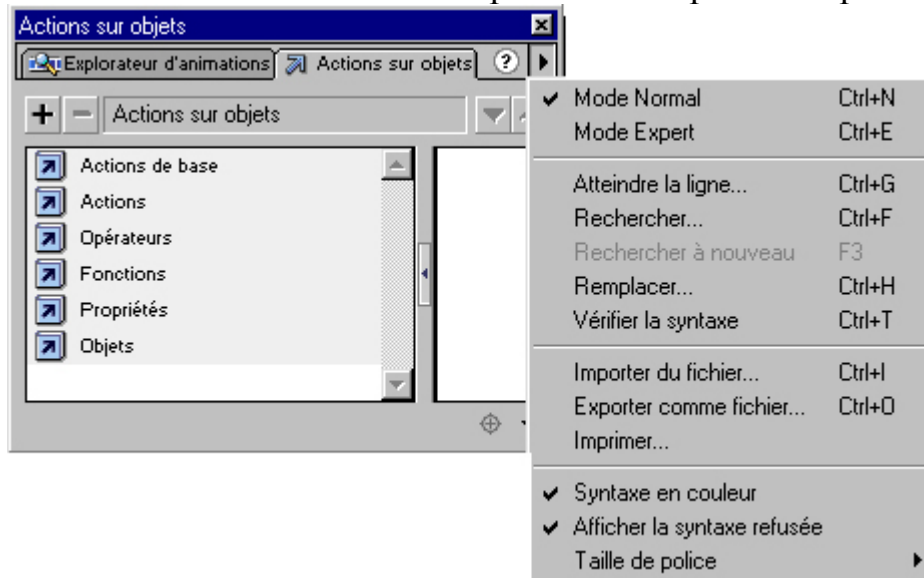 Actions sur objets
Explorateur d'animations Actions sur objets ?
Actions sur objets
Actions de base
Actions
Opérateurs
Fonctions
Propriétés
Objets
Mode Normal Ctrl+N
Mode Expert Ctrl+E
Atteindre la ligne... Ctrl+G
Rechercher... Ctrl+F
Rechercher à nouveau F3
Remplacer... Ctrl+H
Vérifier la syntaxe Ctrl+T
Importer du fichier... Ctrl+I
Exporter comme fichier... Ctrl+O
Imprimer...
Syntaxe en couleur
Afficher la syntaxe refusée
Taille de police